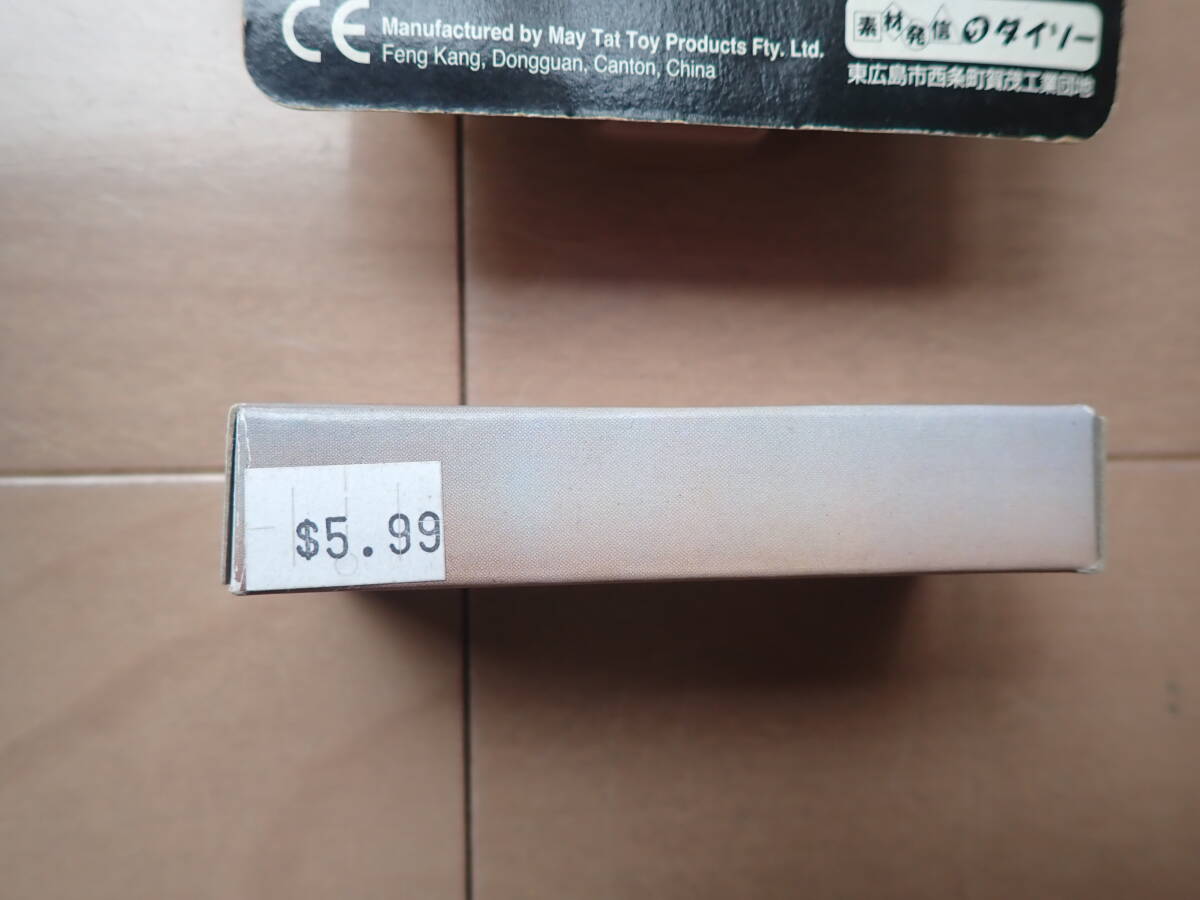 CE
Manufactured by May Tat Toy Products Fty. Ltd.
Feng Kang, Dongguan, Canton, China
素材発信のダイソー
東広島市西条町賀茂工業団地
$5.99